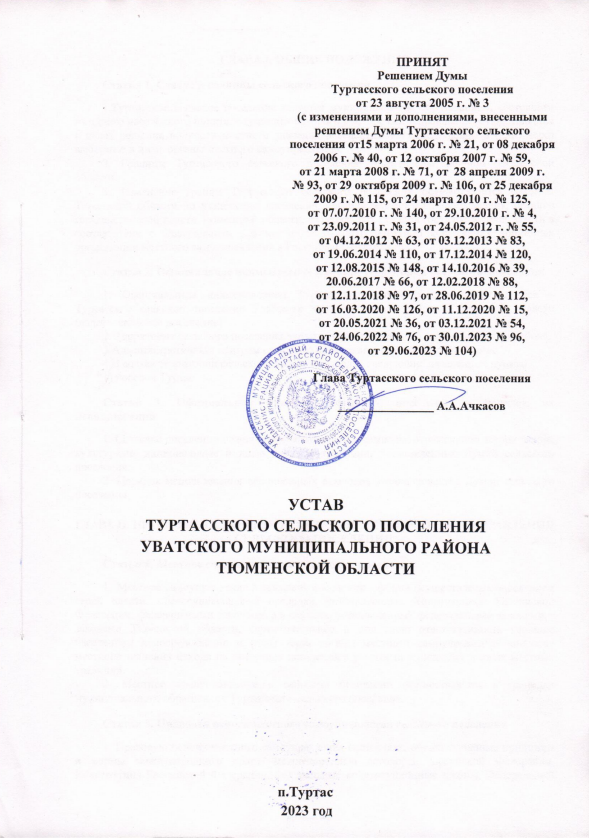 ПРИНЯТ
Решением Думы
Туртасского сельского поселения
от 23 августа 2005 г. № 3
(с изменениями и дополнениями, внесенными
решением Думы Туртасского сельского
поселения от15 марта 2006 г. № 21, от 08 декабря
2006 г. № 40, от 12 октября 2007 г. № 59,
от 21 марта 2008 г. № 71, от 28 апреля 2009 г.
№ 93, от 29 октября 2009 г. № 106, от 25 декабря
2009 г. № 115, от 24 марта 2010 г. № 125,
от 07.07.2010 г. № 140, от 29.10.2010 г. № 4,
от 23.09.2011 г. № 31, от 24.05.2012 г. № 55,
от 04.12.2012 № 63, от 03.12.2013 № 83,
от 19.06.2014 № 110, от 17.12.2014 № 120,
от 12.08.2015 № 148, от 14.10.2016 № 39,
20.06.2017 № 66, от 12.02.2018 № 88,
от 12.11.2018 № 97, от 28.06.2019 № 112,
от 16.03.2020 № 126, от 11.12.2020 № 15,
от 20.05.2021 № 36, от 03.12.2021 № 54,
от 24.06.2022 № 76, от 30.01.2023 № 96,
от 29.06.2023 № 104)
Глава Туртасского сельского поселения
А.А.Ачкасов
УСТАВ
ТУРТАССКОГО СЕЛЬСКОГО ПОСЕЛЕНИЯ
УВАТСКОГО МУНИЦИПАЛЬНОГО РАЙОНА
ТЮМЕНСКОЙ ОБЛАСТИ
п.Туртас
2023 год